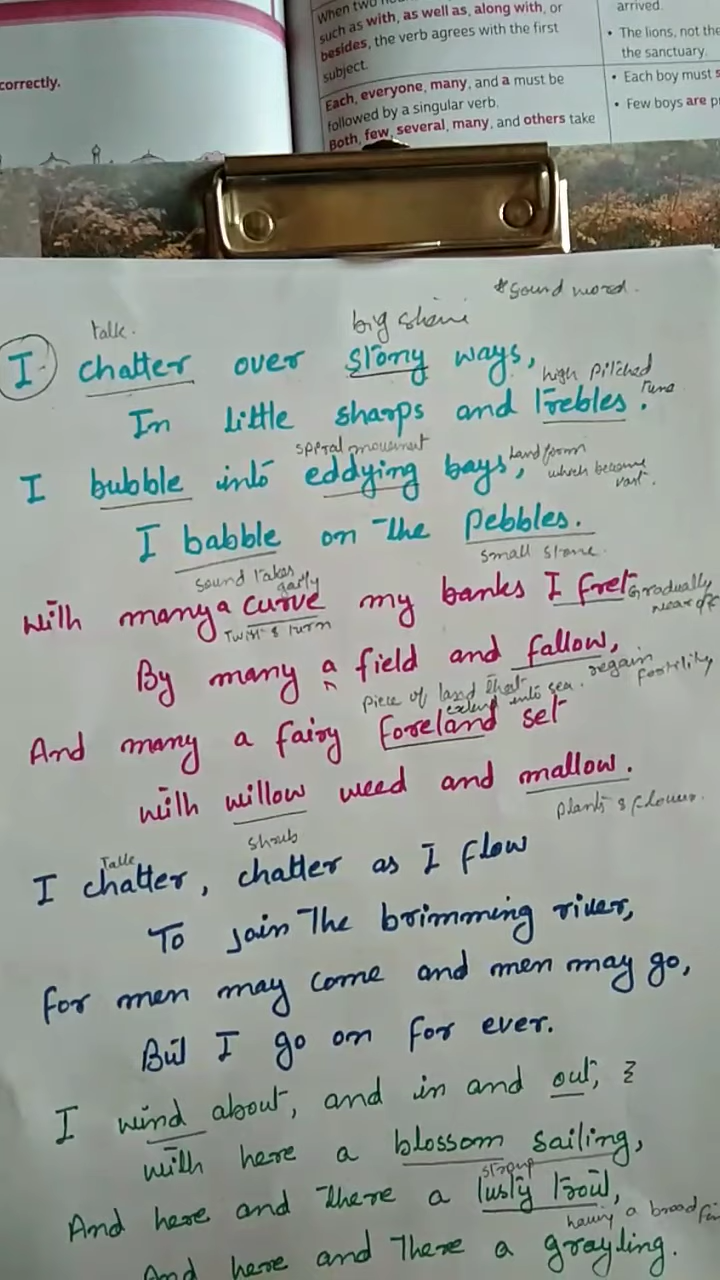 When two
such as with, as well as, along with, or
besides, the verb agrees with the first
subject.
Each, everyone, many, and a must be
followed by a singular verb.
Both, few, several, many, and others take
arrived.
• The lions, not the
the sanctuary.
• Each boy must
• Few boys are
correctly.
*sound word.
talk.
big stone
I chatter over stony ways,
high pitched
tune
In little sharps and trebles.
spiral movement
land form
which become
vast.
I bubble into eddying bays,
I babble on the pebbles.
sound takes
small stone.
With many a curve my banks I fret
Gradually
wear off
Twist & turn
By many a field and fallow,
piece of land that
extend into sea.
regain
fertility
And many a fairy foreland set
With willow weed and mallow.
Shrub
plants & flower.
Talk
I chatter, chatter as I flow
To join the brimming river,
for men may come and men may go,
But I go on for ever.
I wind about, and in and out,
with here a blossom sailing,
strong
And here and there a lusty trout,
having a broad fin
And here and there a grayling.